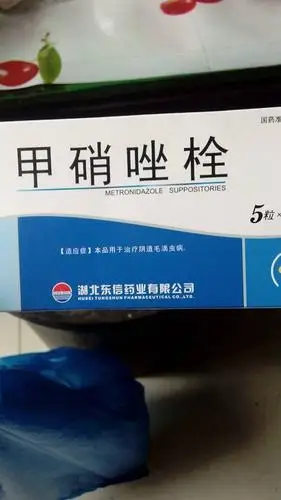 国药准
甲硝唑栓
METRONIDAZOLE SUPPOSITORIES
5粒×
【适应症】本品用于治疗阴道毛滴虫病。
湖北东信药业有限公司
HUBEI TUNGSHUN PHARMACEUTICAL CO.,LTD.